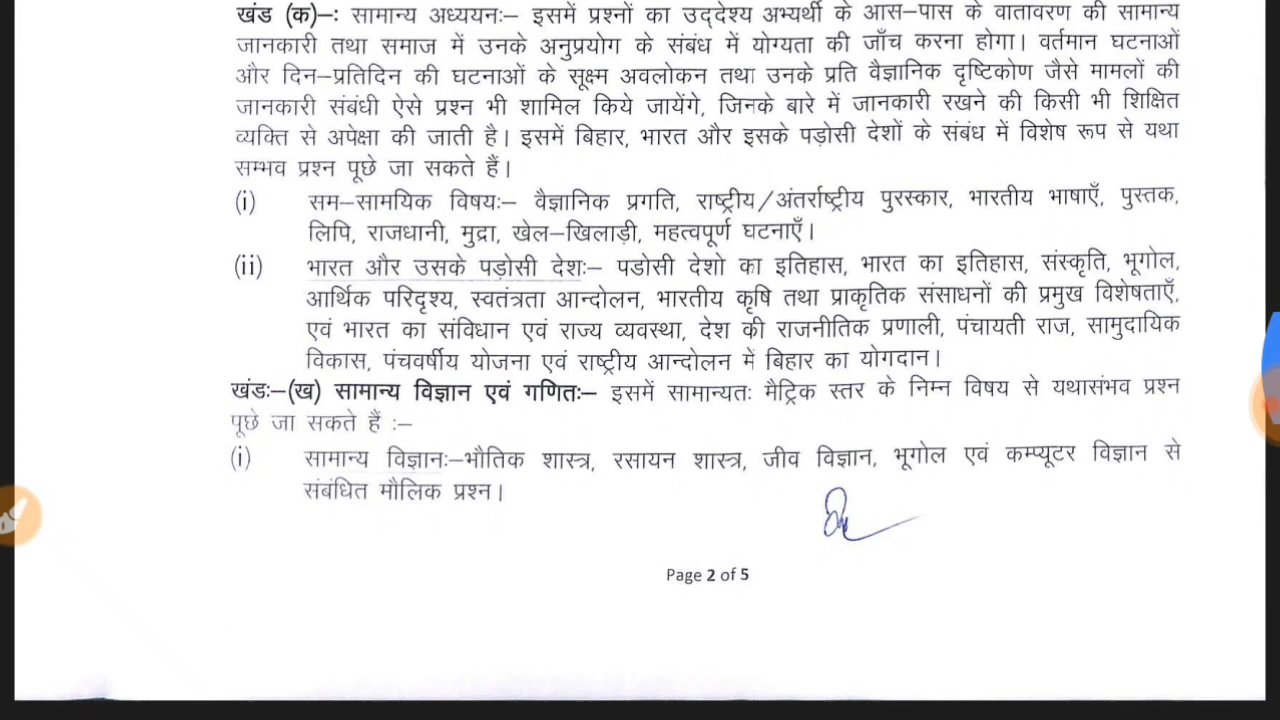 खंड (क)–: सामान्य अध्ययनः– इसमें प्रश्नों का उद्देश्य अभ्यर्थी के आस–पास के वातावरण की सामान्य
जानकारी तथा समाज में उनके अनुप्रयोग के संबंध में योग्यता की जाँच करना होगा। वर्तमान घटनाओं
और दिन–प्रतिदिन की घटनाओं के सूक्ष्म अवलोकन तथा उनके प्रति वैज्ञानिक दृष्टिकोण जैसे मामलों की
जानकारी संबंधी ऐसे प्रश्न भी शामिल किये जायेंगे, जिनके बारे में जानकारी रखने की किसी भी शिक्षित
व्यक्ति से अपेक्षा की जाती है। इसमें बिहार, भारत और इसके पड़ोसी देशों के संबंध में विशेष रूप से यथा
सम्भव प्रश्न पूछे जा सकते हैं।
(i) सम–सामयिक विषयः– वैज्ञानिक प्रगति, राष्ट्रीय/अंतर्राष्ट्रीय पुरस्कार, भारतीय भाषाएँ, पुस्तक,
लिपि, राजधानी, मुद्रा, खेल–खिलाड़ी, महत्वपूर्ण घटनाएँ।
(ii) भारत और उसके पड़ोसी देशः– पडोसी देशो का इतिहास, भारत का इतिहास, संस्कृति, भूगोल,
आर्थिक परिदृश्य, स्वतंत्रता आन्दोलन, भारतीय कृषि तथा प्राकृतिक संसाधनों की प्रमुख विशेषताएँ,
एवं भारत का संविधान एवं राज्य व्यवस्था, देश की राजनीतिक प्रणाली, पंचायती राज, सामुदायिक
विकास, पंचवर्षीय योजना एवं राष्ट्रीय आन्दोलन में बिहार का योगदान।
खंडः–(ख) सामान्य विज्ञान एवं गणितः– इसमें सामान्यतः मैट्रिक स्तर के निम्न विषय से यथासंभव प्रश्न
पूछे जा सकते हैं :–
(i) सामान्य विज्ञानः–भौतिक शास्त्र, रसायन शास्त्र, जीव विज्ञान, भूगोल एवं कम्प्यूटर विज्ञान से
संबंधित मौलिक प्रश्न।
Page 2 of 5